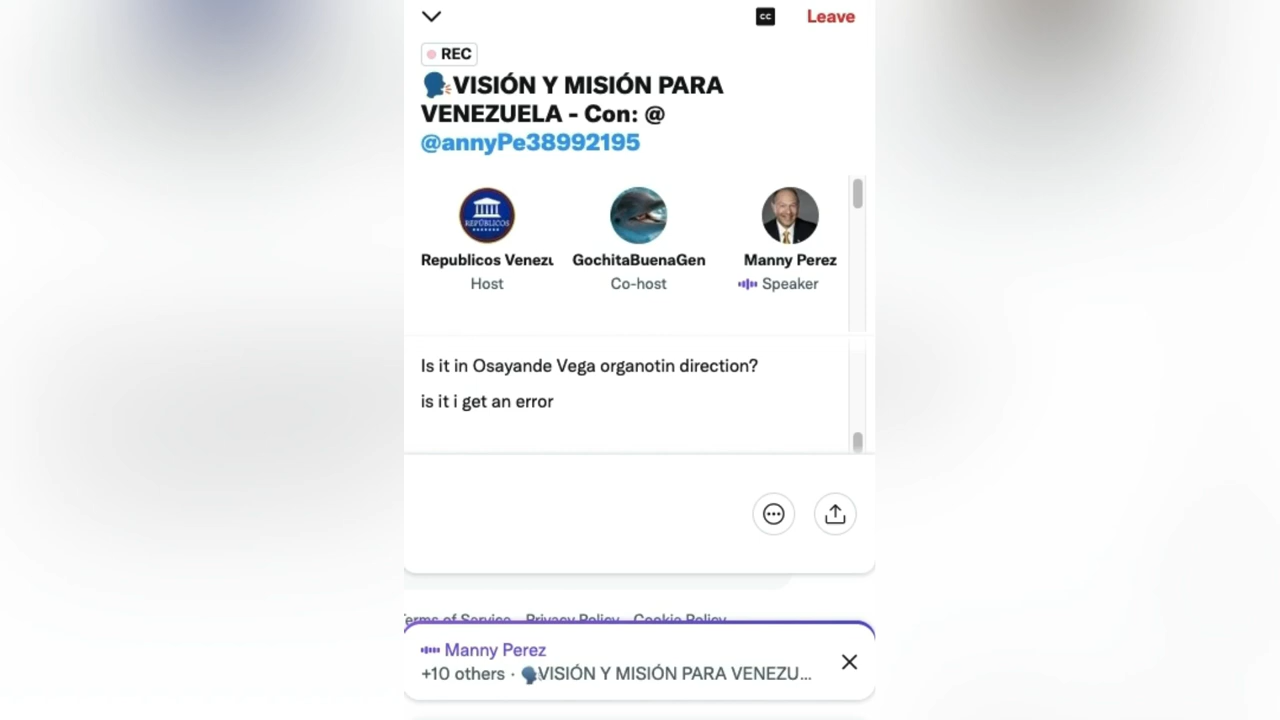 CC
Leave
REC
VISIÓN Y MISIÓN PARA
VENEZUELA - Con: @
@annyPe38992195
REPÚBLICOS
Republicos Venezu
GochitaBuenaGen
Manny Perez
Host
Co-host
Speaker
Is it in Osayande Vega organotin direction?
is it i get an error
Terms of Service Privacy Policy Cookie Policy
Manny Perez
+10 others · VISIÓN Y MISIÓN PARA VENEZU...